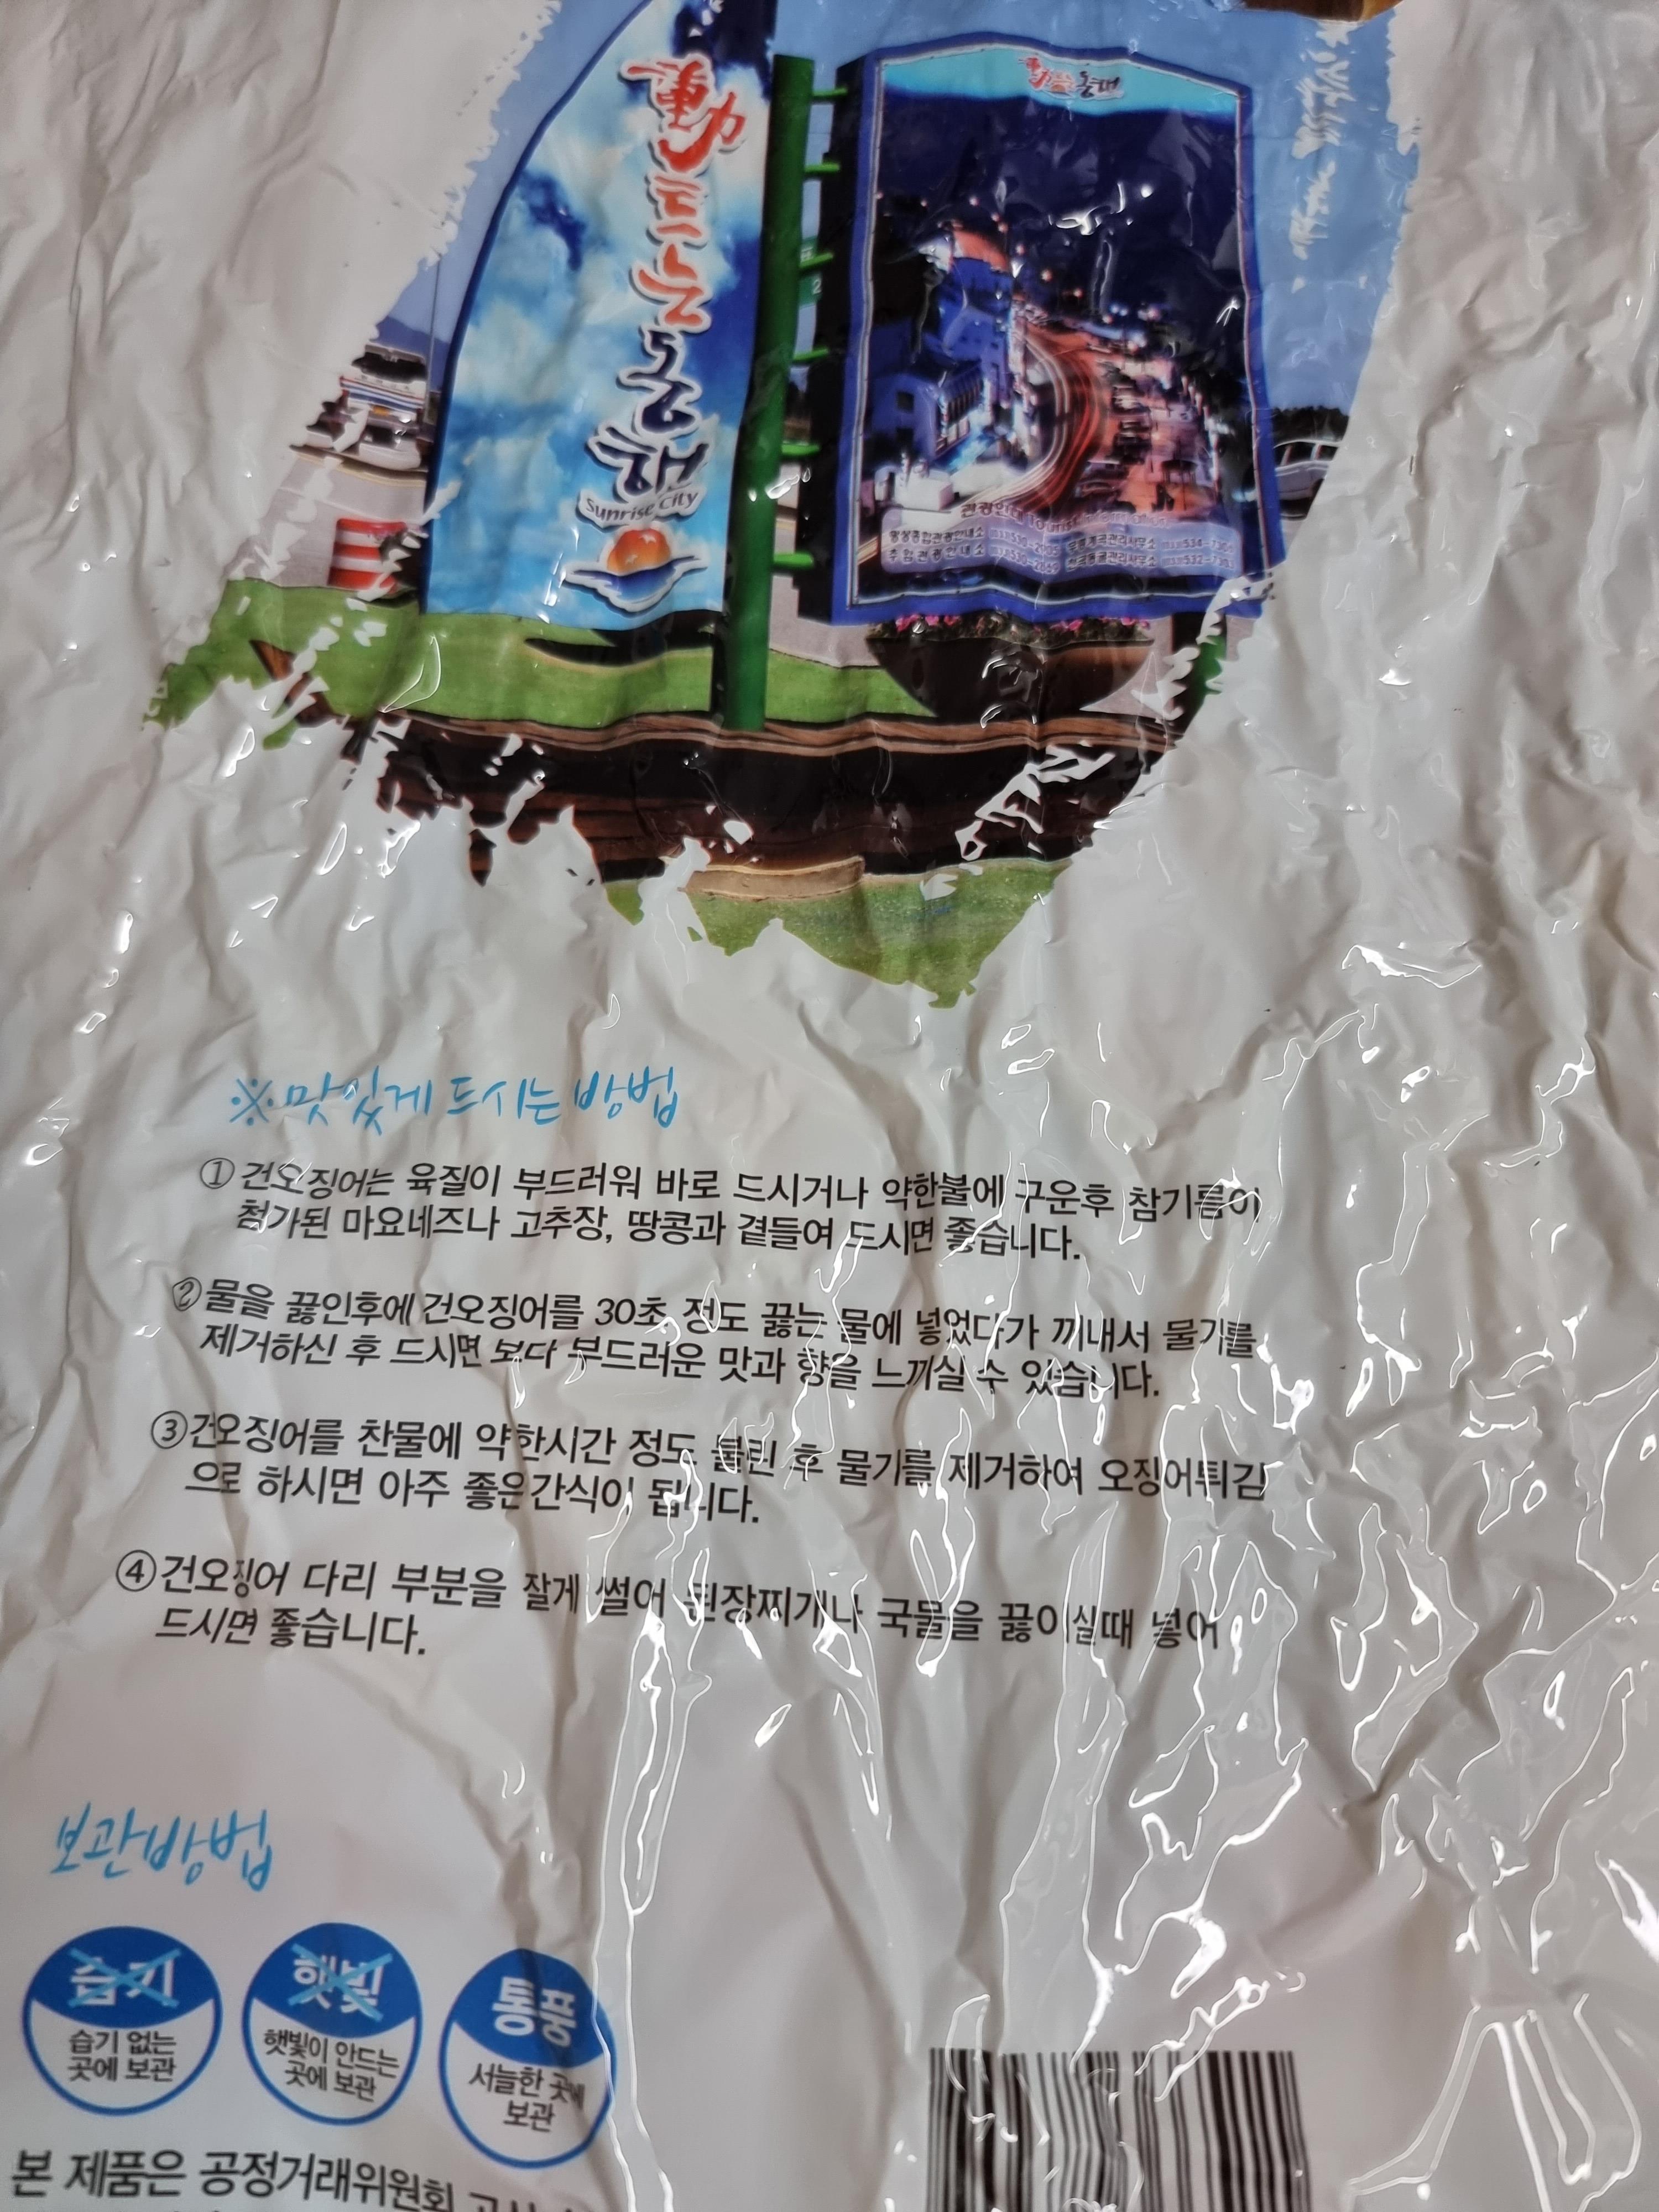 動트는
동해
Sunrise City
動트는 동해
관광안내 Tourist
※맛있게 드시는방법
①건오징어는 육질이 부드러워 바로 드시거나 약한불에 구운후 참기름이
첨가된 마요네즈나 고추장, 땅콩과 곁들여 드시면 좋습니다.
②물을 끓인후에 건오징어를 30초 정도 끓는 물에 넣었다가 꺼내서 물기를
제거하신 후 드시면 보다 부드러운 맛과 향을 느끼실 수 있습니다.
③건오징어를 찬물에 약한시간 정도 불린 후 물기를 제거하여 오징어튀김
으로 하시면 아주 좋은간식이 됩니다.
④건오징어 다리 부분을 잘게 썰어 된장찌개나 국물을 끓이실때 넣어
드시면 좋습니다.
보관방법
습기
습기 없는
곳에 보관
햇빛
햇빛이 안드는
곳에 보관
통풍
서늘한 곳에
보관
본 제품은 공정거래위원회